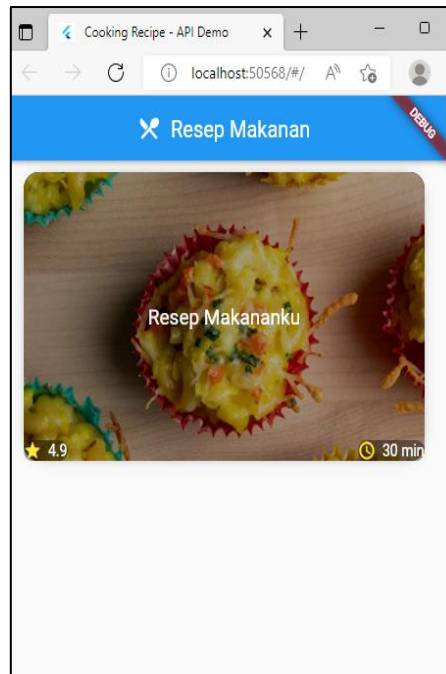 Cooking Recipe - API Demo
localhost:50568/#/
Resep Makanan
DEBUG
Resep Makananku
4.9
30 min